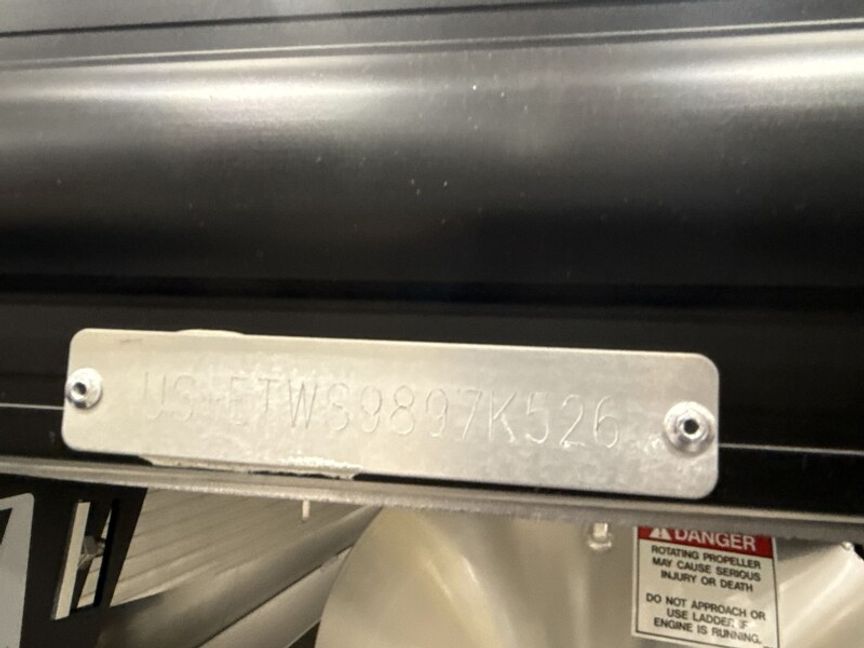 US-ETWS9897K526
DANGER
ROTATING PROPELLER
MAY CAUSE SERIOUS
INJURY OR DEATH
DO NOT APPROACH OR
USE LADDER IF
ENGINE IS RUNNING.